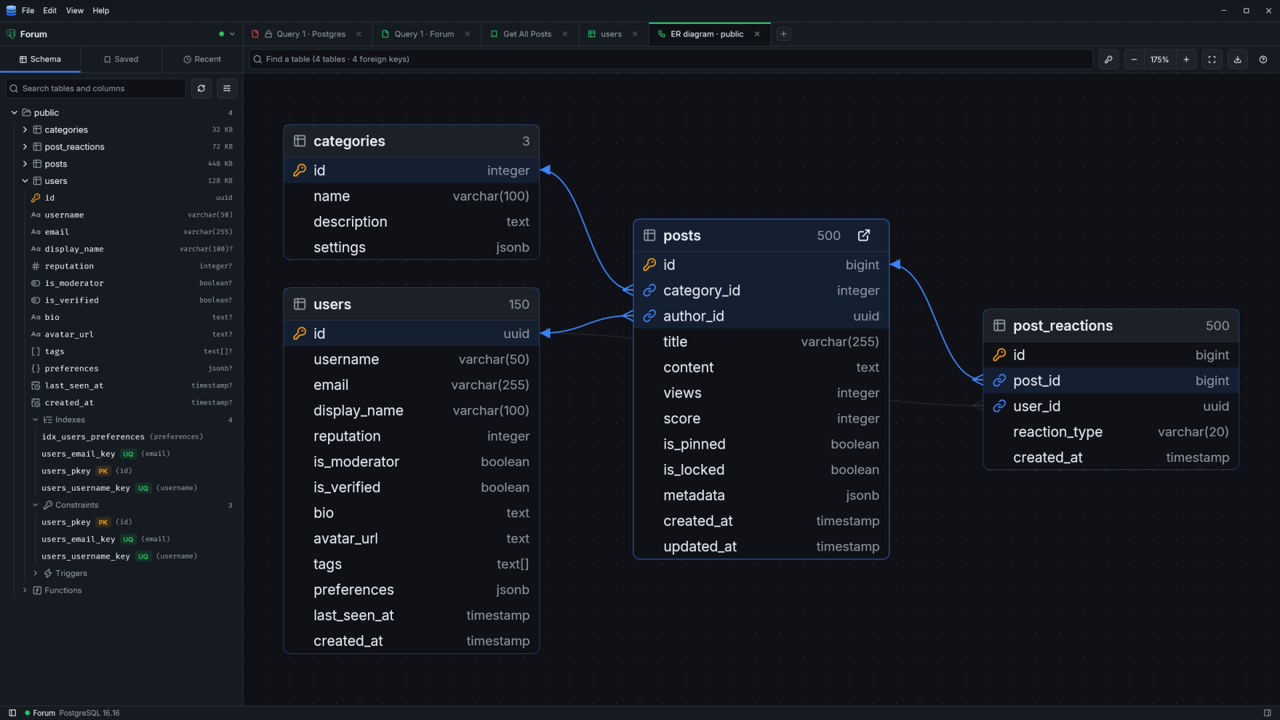 File Edit View Help
Forum
Query 1 · Postgres
Query 1 · Forum
Get All Posts
users
ER diagram · public
Schema
Saved
Recent
Find a table (4 tables · 4 foreign keys)
175%
Search tables and columns
public 4
categories 32 KB
post_reactions 72 KB
posts 448 KB
users 128 KB
id uuid
username varchar(50)
email varchar(255)
display_name varchar(100)?
reputation integer?
is_moderator boolean?
is_verified boolean?
bio text?
avatar_url text?
tags text[]?
preferences jsonb?
last_seen_at timestamp?
created_at timestamp?
Indexes 4
idx_users_preferences (preferences)
users_email_key UQ (email)
users_pkey PK (id)
users_username_key UQ (username)
Constraints 3
users_pkey PK (id)
users_email_key UQ (email)
users_username_key UQ (username)
Triggers
Functions
categories 3
id integer
name varchar(100)
description text
settings jsonb
users 150
id uuid
username varchar(50)
email varchar(255)
display_name varchar(100)
reputation integer
is_moderator boolean
is_verified boolean
bio text
avatar_url text
tags text[]
preferences jsonb
last_seen_at timestamp
created_at timestamp
posts 500
id bigint
category_id integer
author_id uuid
title varchar(255)
content text
views integer
score integer
is_pinned boolean
is_locked boolean
metadata jsonb
created_at timestamp
updated_at timestamp
post_reactions 500
id bigint
post_id bigint
user_id uuid
reaction_type varchar(20)
created_at timestamp
Forum PostgreSQL 16.16